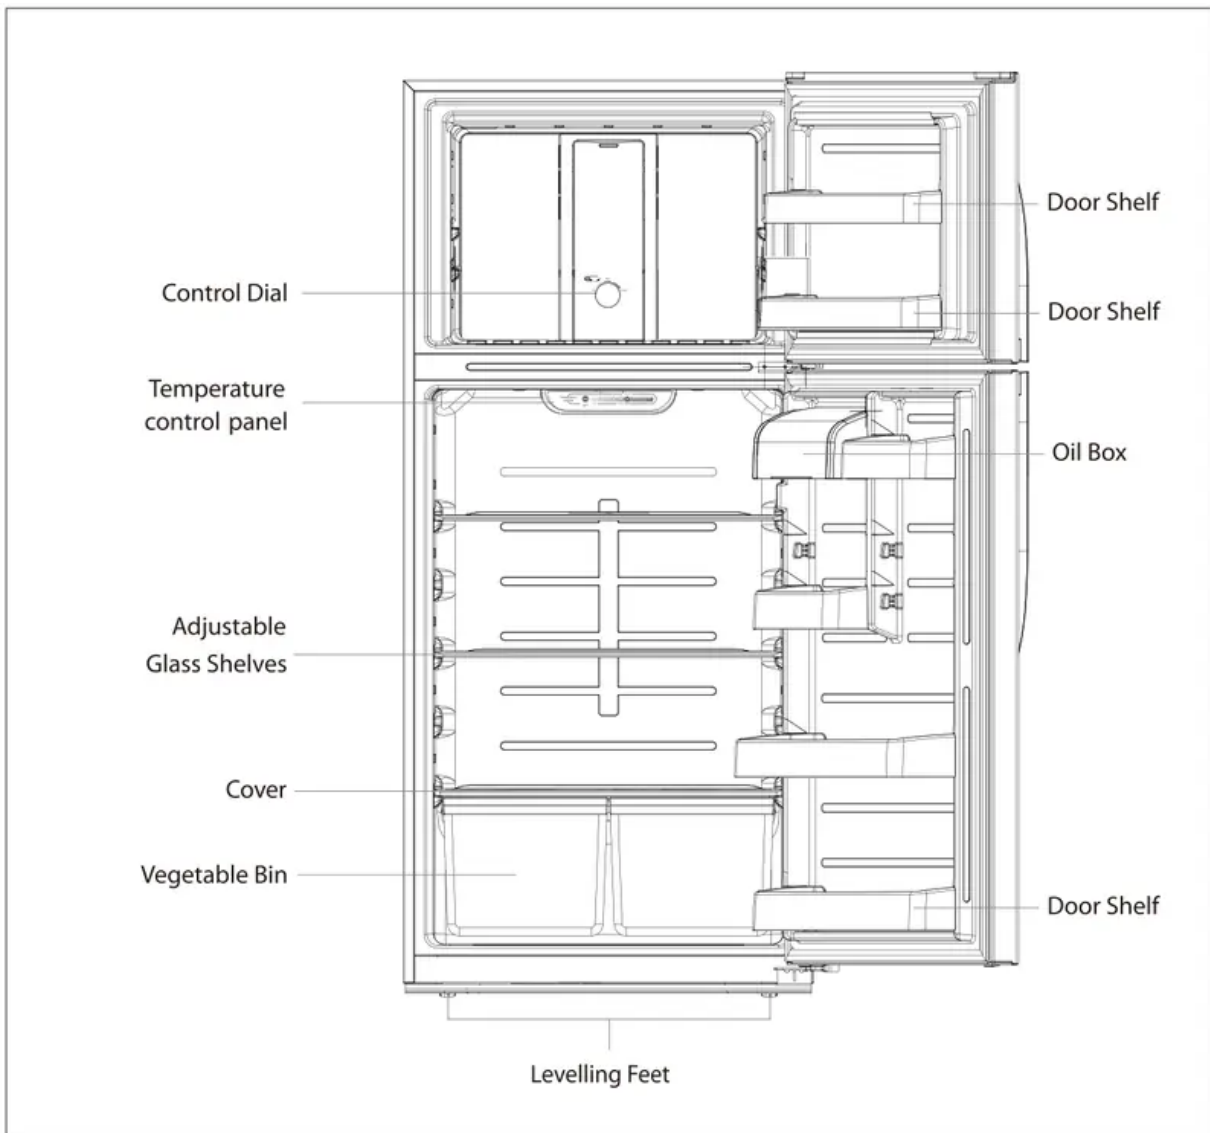 Door Shelf
Control Dial
Door Shelf
Temperature
control panel
Oil Box
Adjustable
Glass Shelves
Cover
Vegetable Bin
Door Shelf
Levelling Feet